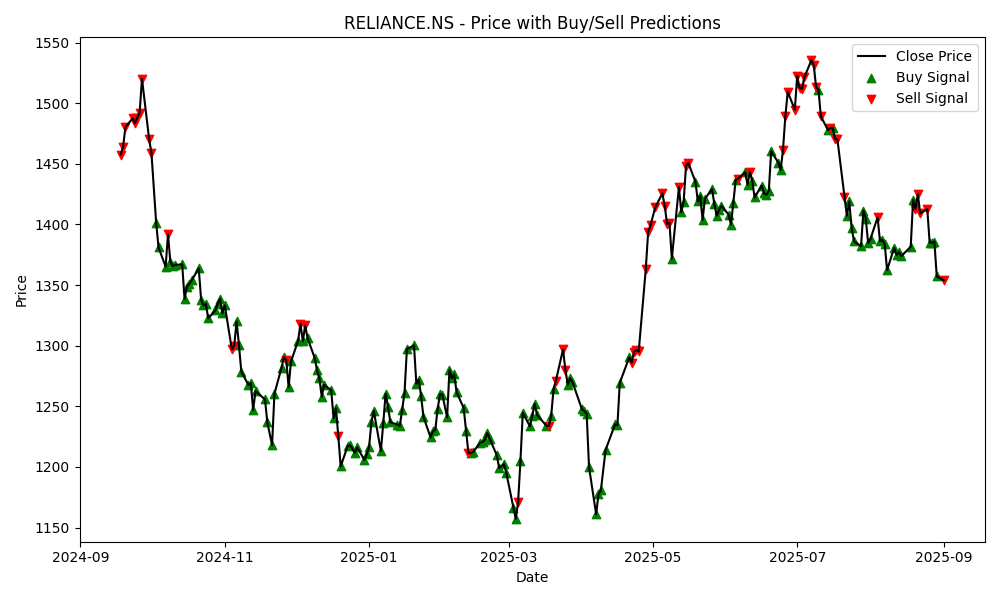 RELIANCE.NS - Price with Buy/Sell Predictions
Close Price
Buy Signal
Sell Signal
Price
1550
1500
1450
1400
1350
1300
1250
1200
1150
2024-09 2024-11 2025-01 2025-03 2025-05 2025-07 2025-09
Date